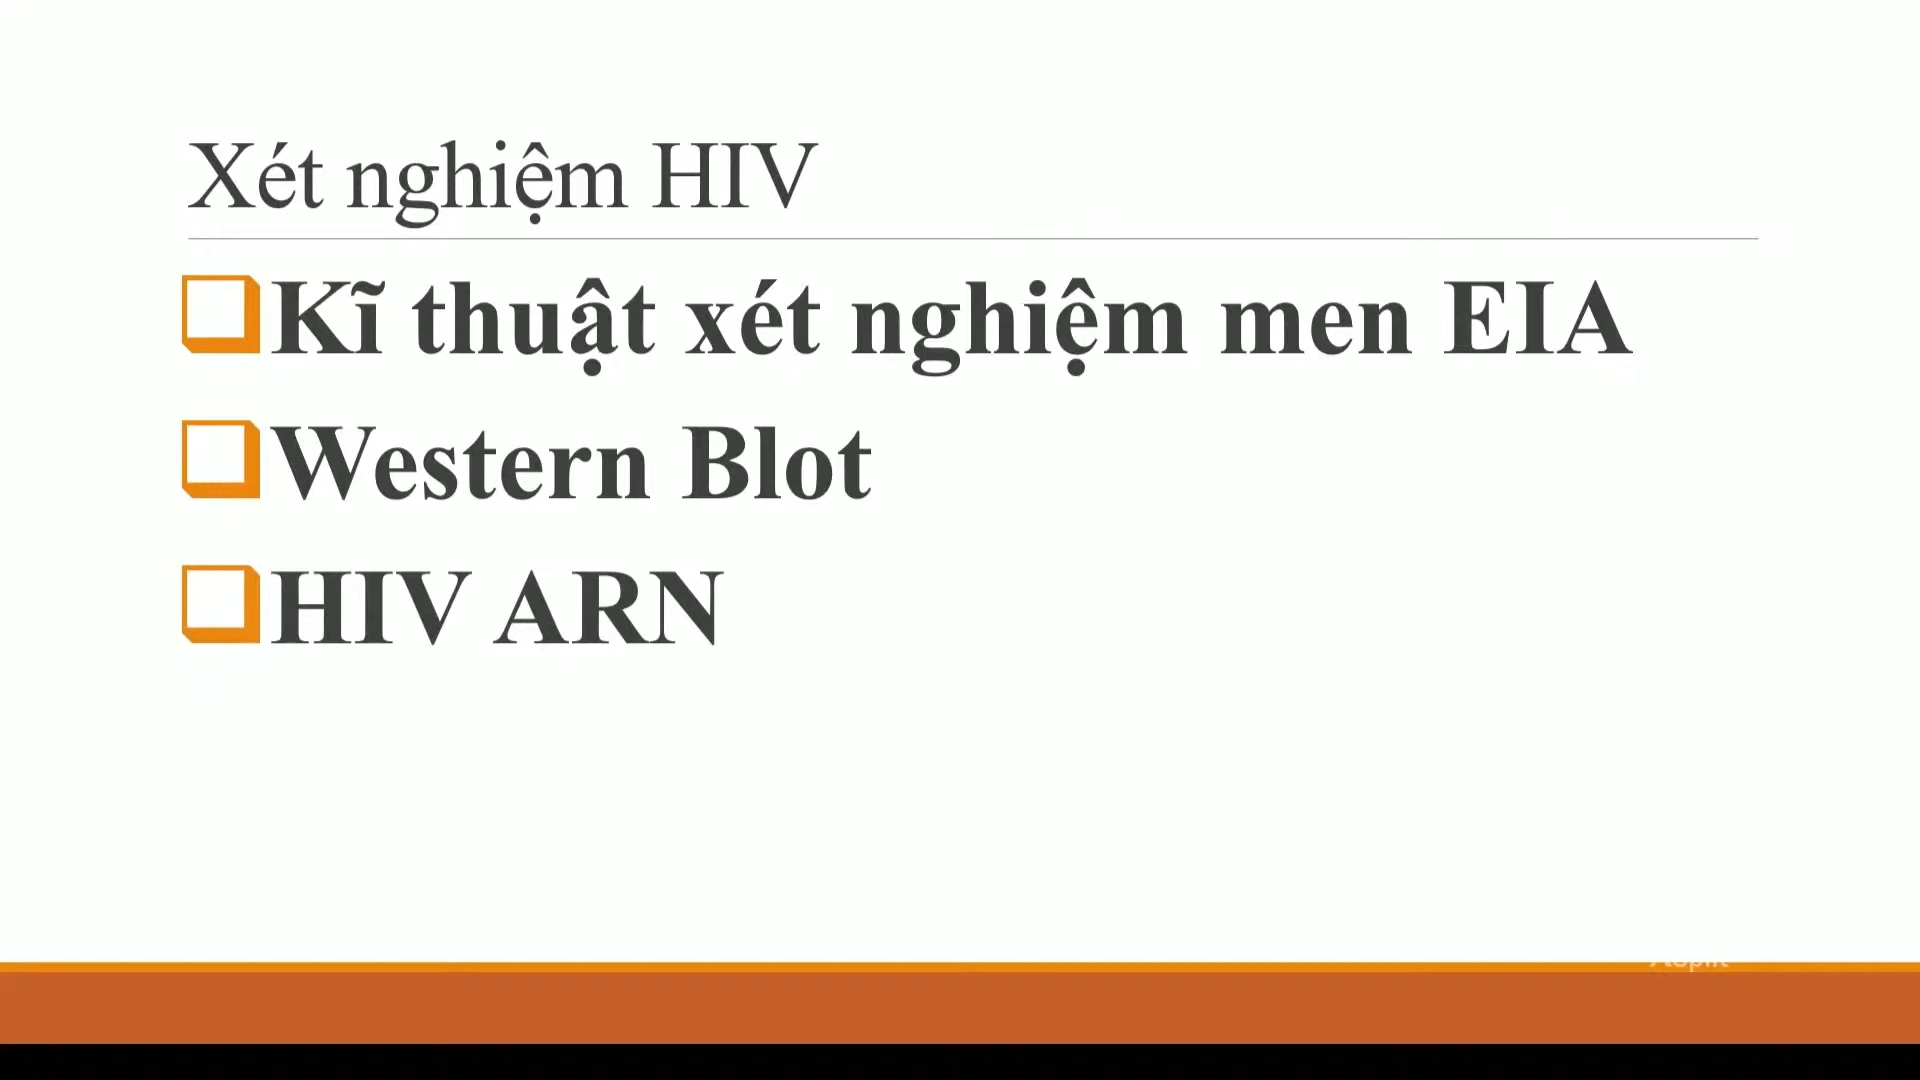 Xét nghiệm HIV
Kĩ thuật xét nghiệm men EIA
Western Blot
HIV ARN